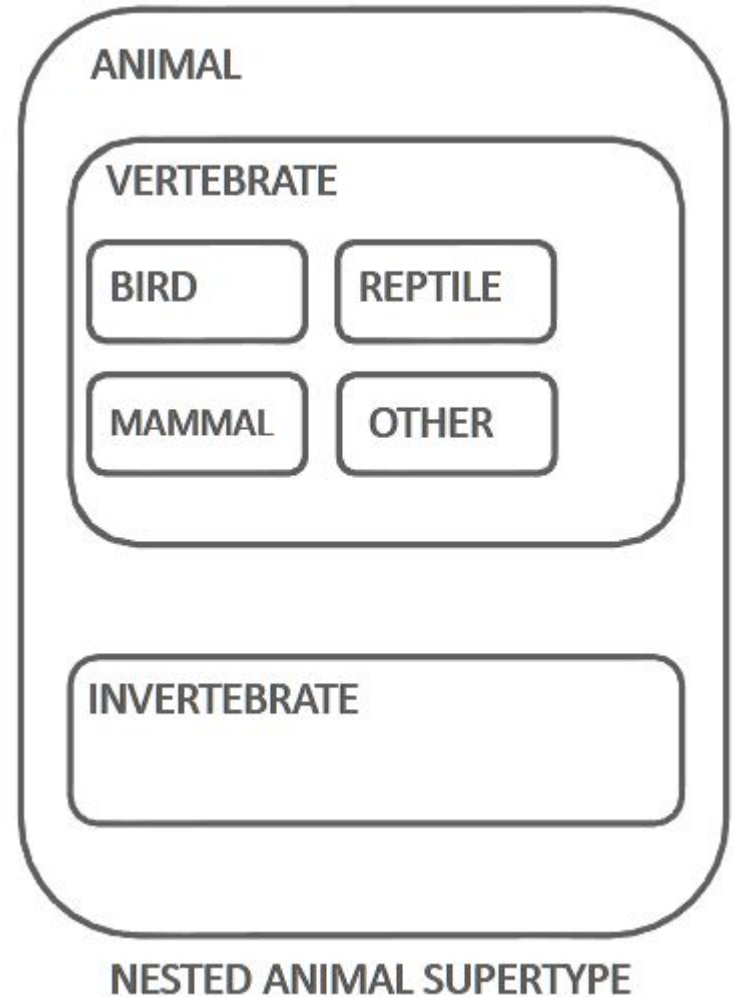 ANIMAL
VERTEBRATE
BIRD
REPTILE
MAMMAL
OTHER
INVERTEBRATE
NESTED ANIMAL SUPERTYPE